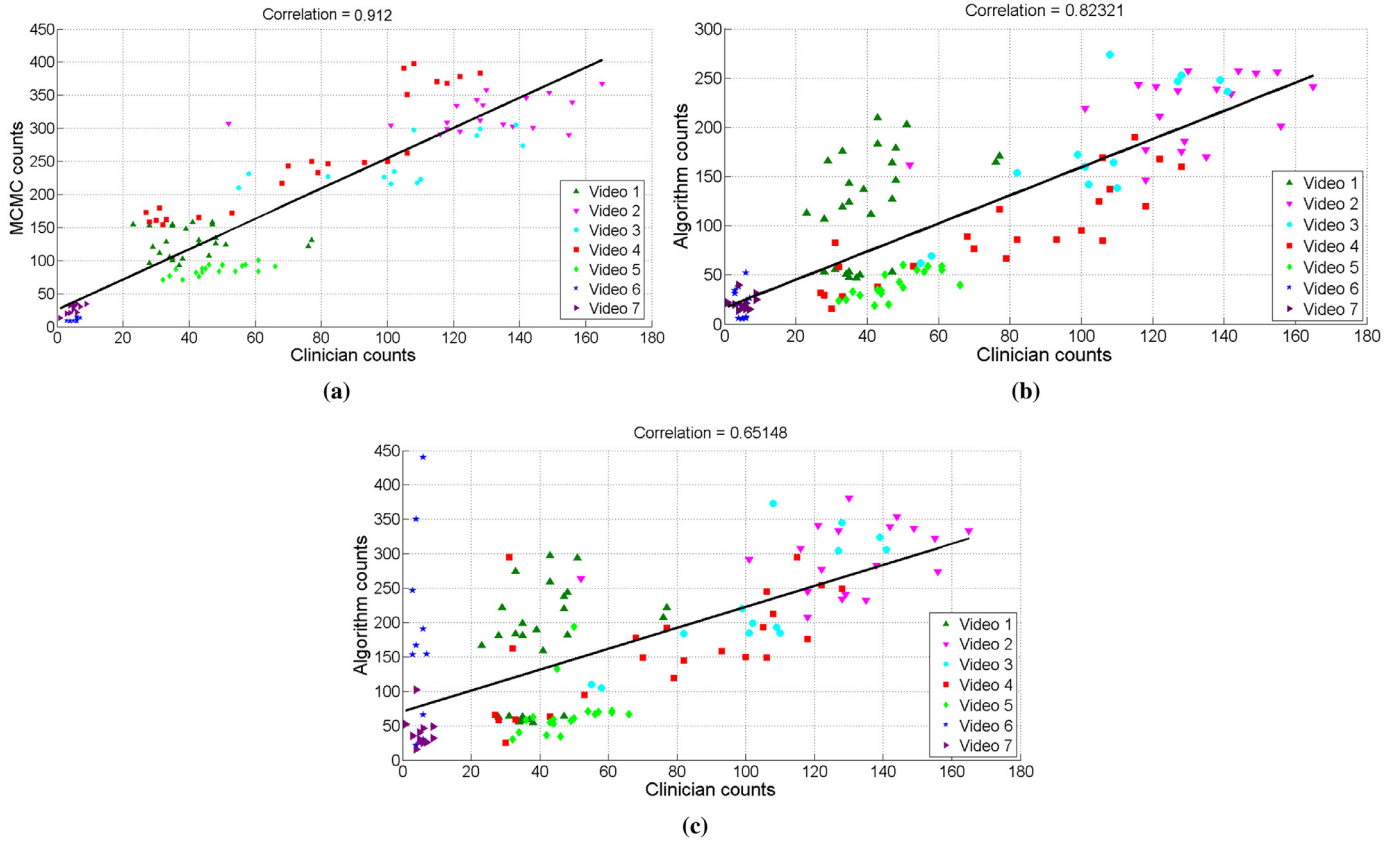 Correlation = 0.912
MCMC counts
450
400
350
300
250
200
150
100
50
0
0 20 40 60 80 100 120 140 160 180
Clinician counts
Video 1
Video 2
Video 3
Video 4
Video 5
Video 6
Video 7
(a)
Correlation = 0.82321
Algorithm counts
300
250
200
150
100
50
0
0 20 40 60 80 100 120 140 160 180
Clinician counts
Video 1
Video 2
Video 3
Video 4
Video 5
Video 6
Video 7
(b)
Correlation = 0.65148
Algorithm counts
450
400
350
300
250
200
150
100
50
0
0 20 40 60 80 100 120 140 160 180
Clinician counts
Video 1
Video 2
Video 3
Video 4
Video 5
Video 6
Video 7
(c)